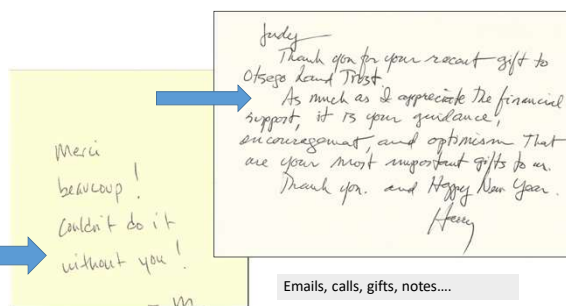 Judy
Thank you for your recent gift to
Otsego Land Trust
As much as I appreciate the financial
support, it is your guidance,
encouragement, and optimism That
are your most important gifts to us.
Thank you. and Happy New Year.
Harry
Merci
beaucoup!
Couldn't do it
without you!
- M
Emails, calls, gifts, notes....